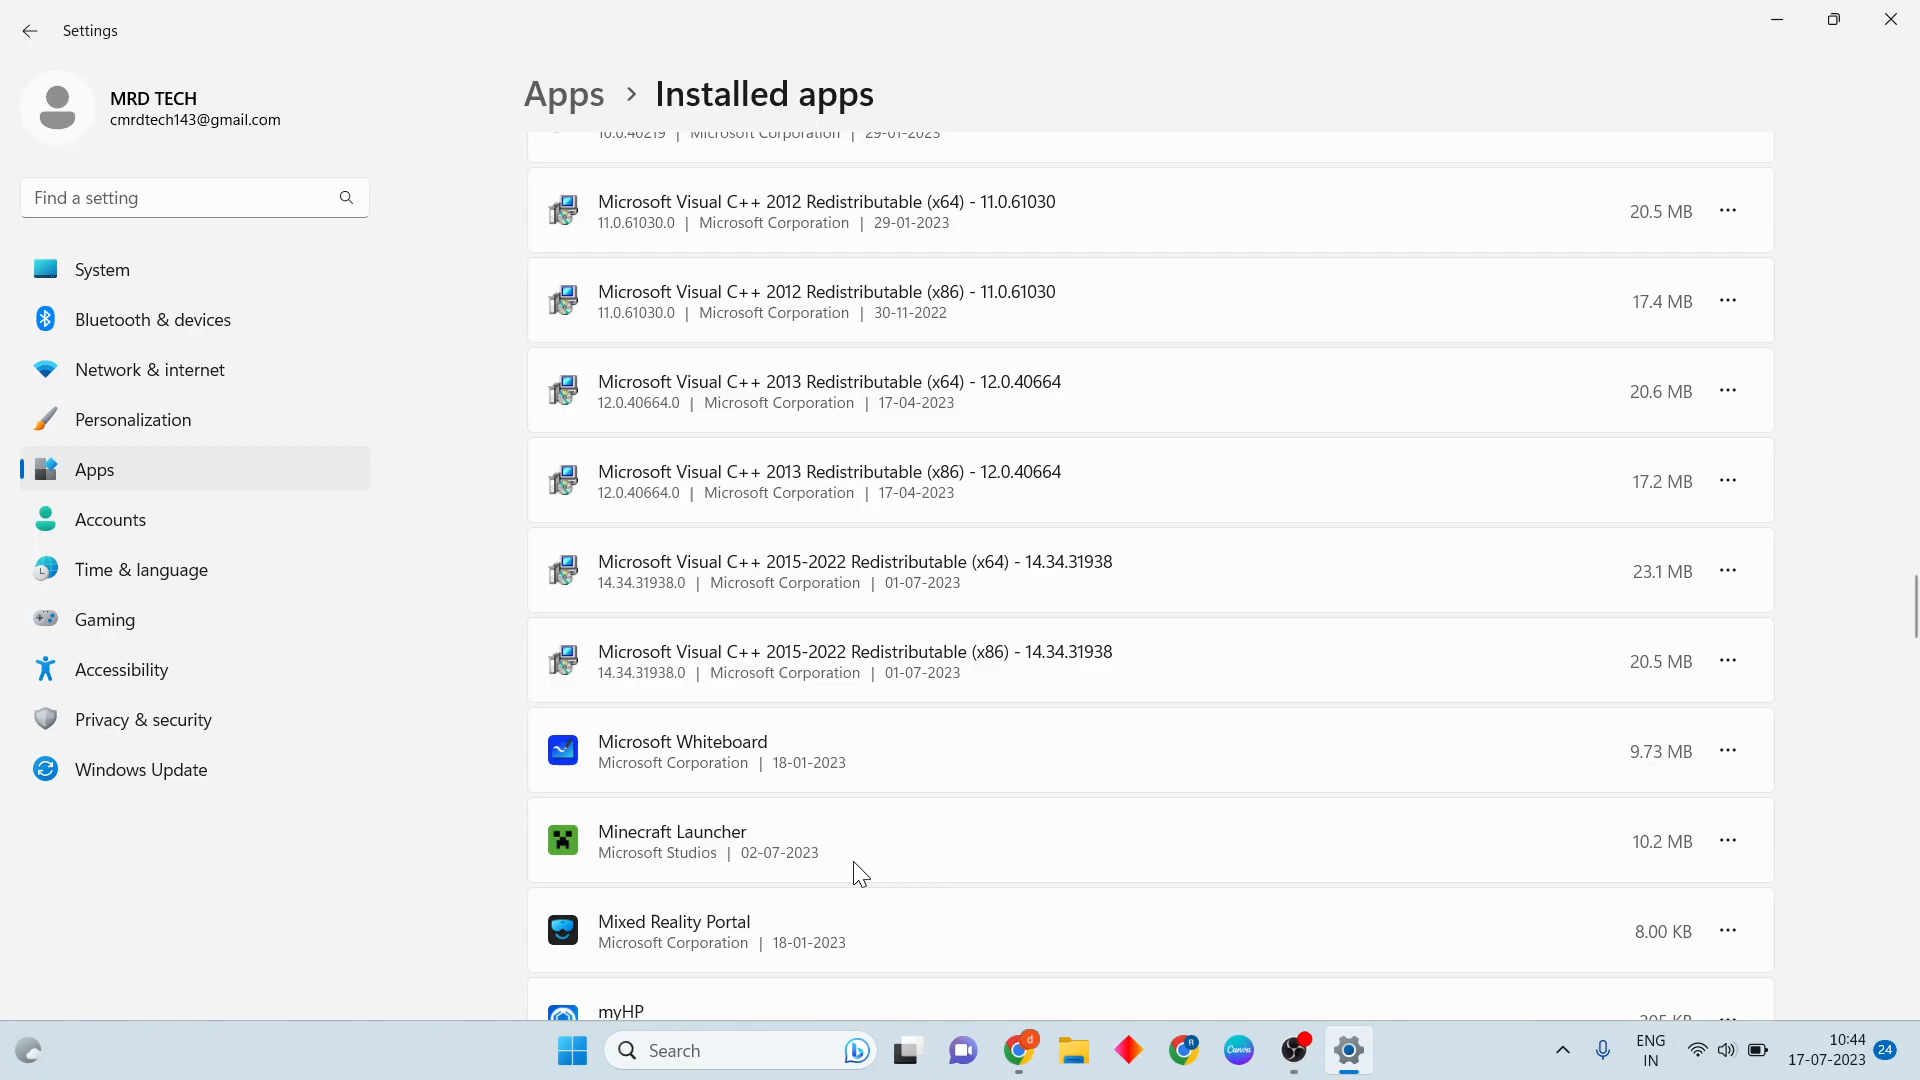 Settings
MRD TECH
cmrdtech143@gmail.com
Find a setting
System
Bluetooth & devices
Network & internet
Personalization
Apps
Accounts
Time & language
Gaming
Accessibility
Privacy & security
Windows Update
Apps > Installed apps
10.0.40219 | Microsoft Corporation | 29-01-2023
Microsoft Visual C++ 2012 Redistributable (x64) - 11.0.61030
11.0.61030.0 | Microsoft Corporation | 29-01-2023
20.5 MB
Microsoft Visual C++ 2012 Redistributable (x86) - 11.0.61030
11.0.61030.0 | Microsoft Corporation | 30-11-2022
17.4 MB
Microsoft Visual C++ 2013 Redistributable (x64) - 12.0.40664
12.0.40664.0 | Microsoft Corporation | 17-04-2023
20.6 MB
Microsoft Visual C++ 2013 Redistributable (x86) - 12.0.40664
12.0.40664.0 | Microsoft Corporation | 17-04-2023
17.2 MB
Microsoft Visual C++ 2015-2022 Redistributable (x64) - 14.34.31938
14.34.31938.0 | Microsoft Corporation | 01-07-2023
23.1 MB
Microsoft Visual C++ 2015-2022 Redistributable (x86) - 14.34.31938
14.34.31938.0 | Microsoft Corporation | 01-07-2023
20.5 MB
Microsoft Whiteboard
Microsoft Corporation | 18-01-2023
9.73 MB
Minecraft Launcher
Microsoft Studios | 02-07-2023
10.2 MB
Mixed Reality Portal
Microsoft Corporation | 18-01-2023
8.00 KB
myHP
Search
d
R
Canva
ENG
IN
10:44
17-07-2023
24